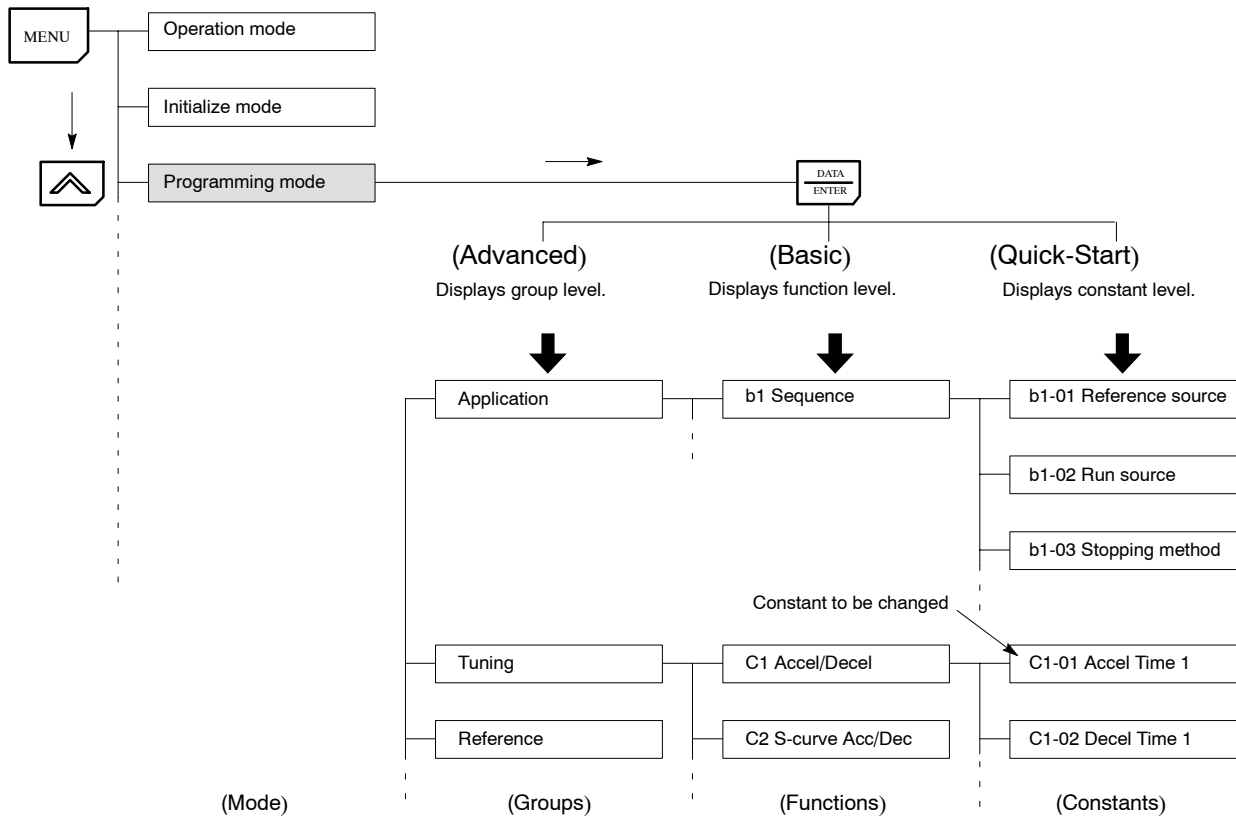 MENU
Operation mode
Initialize mode
Programming mode
DATA
ENTER
(Advanced)
(Basic)
(Quick-Start)
Displays group level.
Displays function level.
Displays constant level.
Application
b1 Sequence
b1-01 Reference source
b1-02 Run source
b1-03 Stopping method
Constant to be changed
Tuning
C1 Accel/Decel
C1-01 Accel Time 1
Reference
C2 S-curve Acc/Dec
C1-02 Decel Time 1
(Mode)
(Groups)
(Functions)
(Constants)